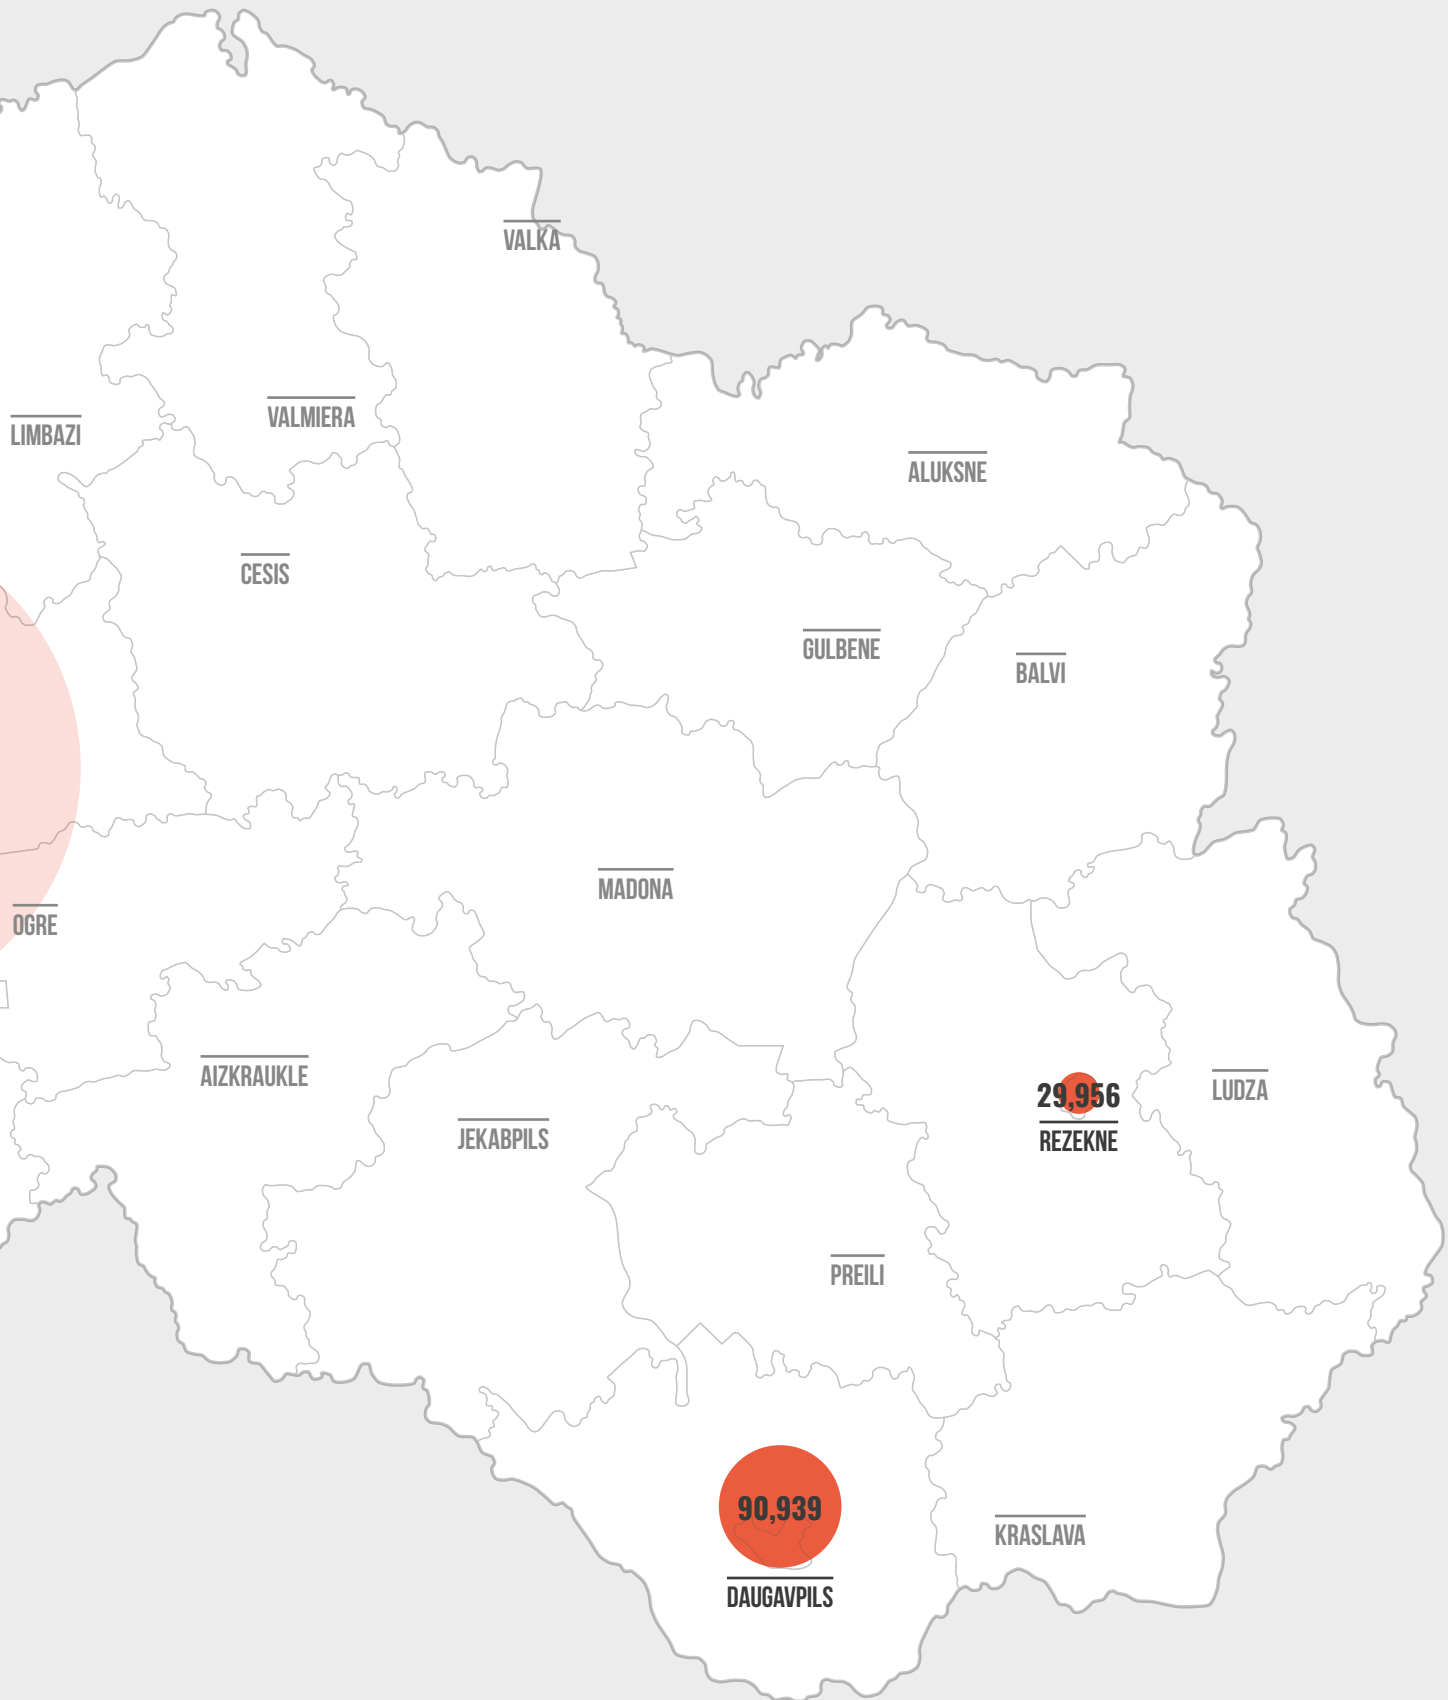 VALKA
VALMIERA
LIMBAZI
ALUKSNE
CESIS
GULBENE
BALVI
MADONA
OGRE
AIZKRAUKLE
LUDZA
29,956
REZEKNE
JEKABPILS
PREILI
90,939
DAUGAVPILS
KRASLAVA